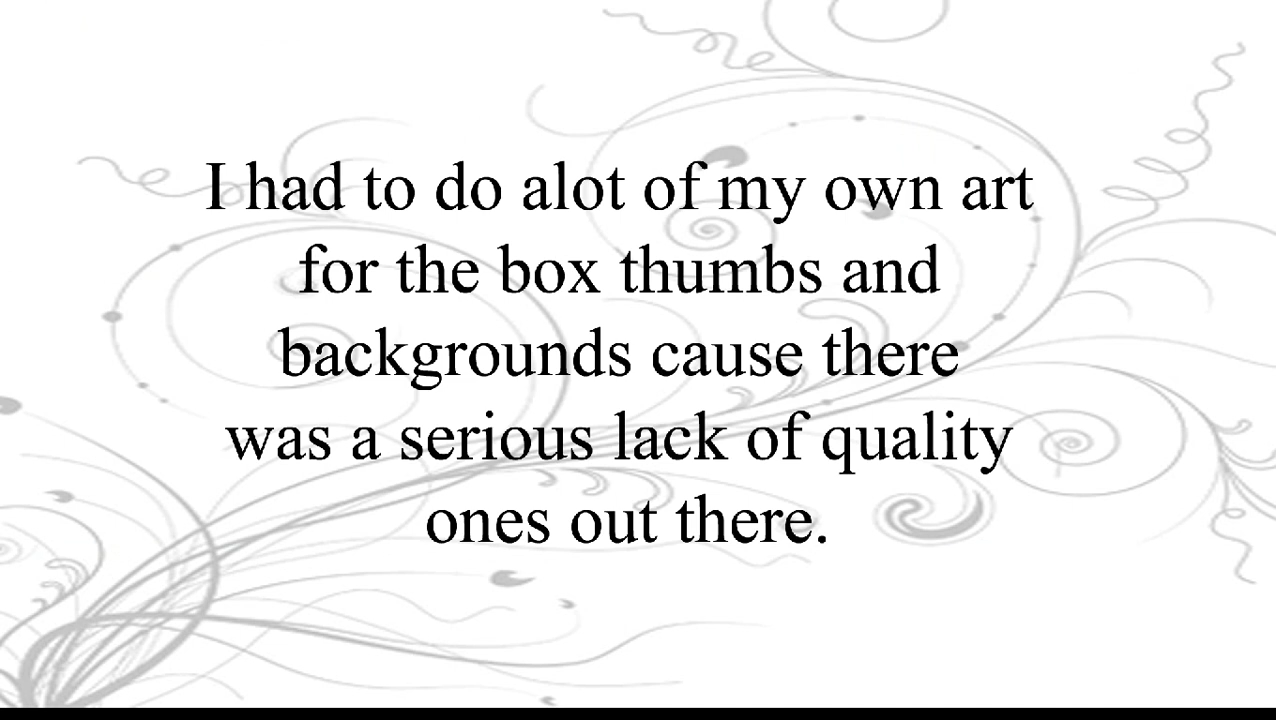 I had to do alot of my own art
for the box thumbs and
backgrounds cause there
was a serious lack of quality
ones out there.